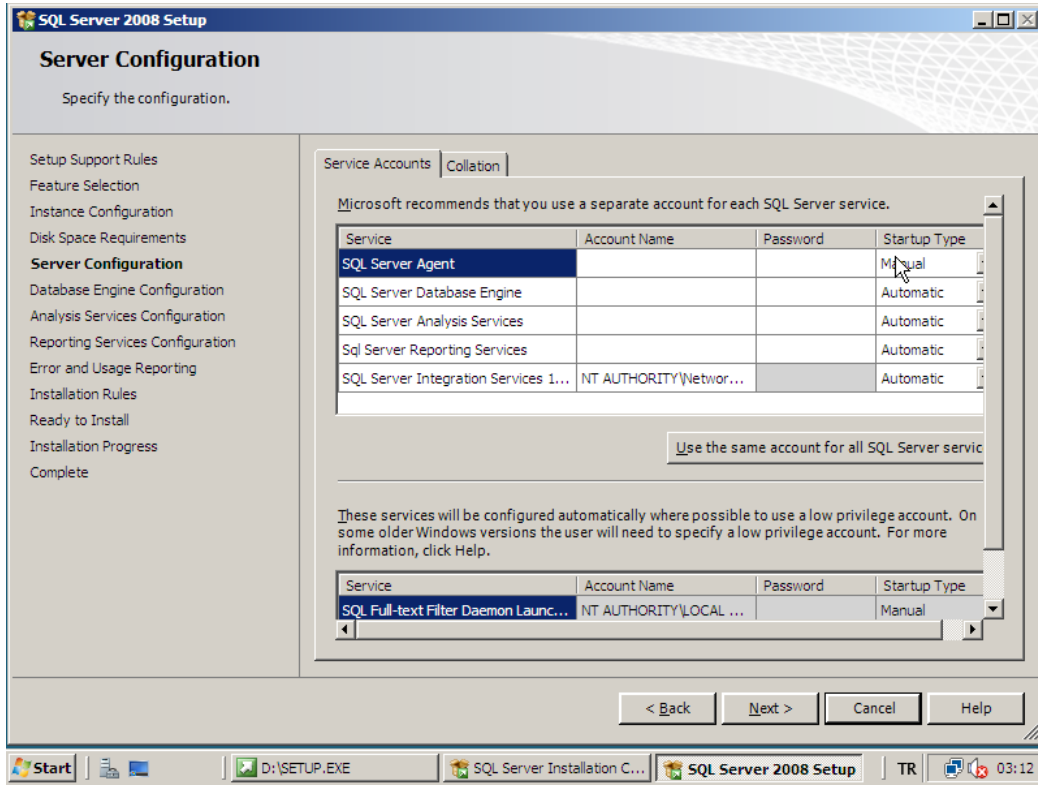 SQL Server 2008 Setup
Server Configuration
Specify the configuration.
Setup Support Rules
Feature Selection
Instance Configuration
Disk Space Requirements
Server Configuration
Database Engine Configuration
Analysis Services Configuration
Reporting Services Configuration
Error and Usage Reporting
Installation Rules
Ready to Install
Installation Progress
Complete
Service Accounts Collation
Microsoft recommends that you use a separate account for each SQL Server service.
Service Account Name Password Startup Type
SQL Server Agent Manual
SQL Server Database Engine Automatic
SQL Server Analysis Services Automatic
Sql Server Reporting Services Automatic
SQL Server Integration Services 1... NT AUTHORITY\Networ... Automatic
Use the same account for all SQL Server servic
These services will be configured automatically where possible to use a low privilege account. On
some older Windows versions the user will need to specify a low privilege account. For more
information, click Help.
Service Account Name Password Startup Type
SQL Full-text Filter Daemon Launc... NT AUTHORITY\LOCAL ... Manual
< Back Next > Cancel Help
Start D:\SETUP.EXE SQL Server Installation C... SQL Server 2008 Setup TR 03:12